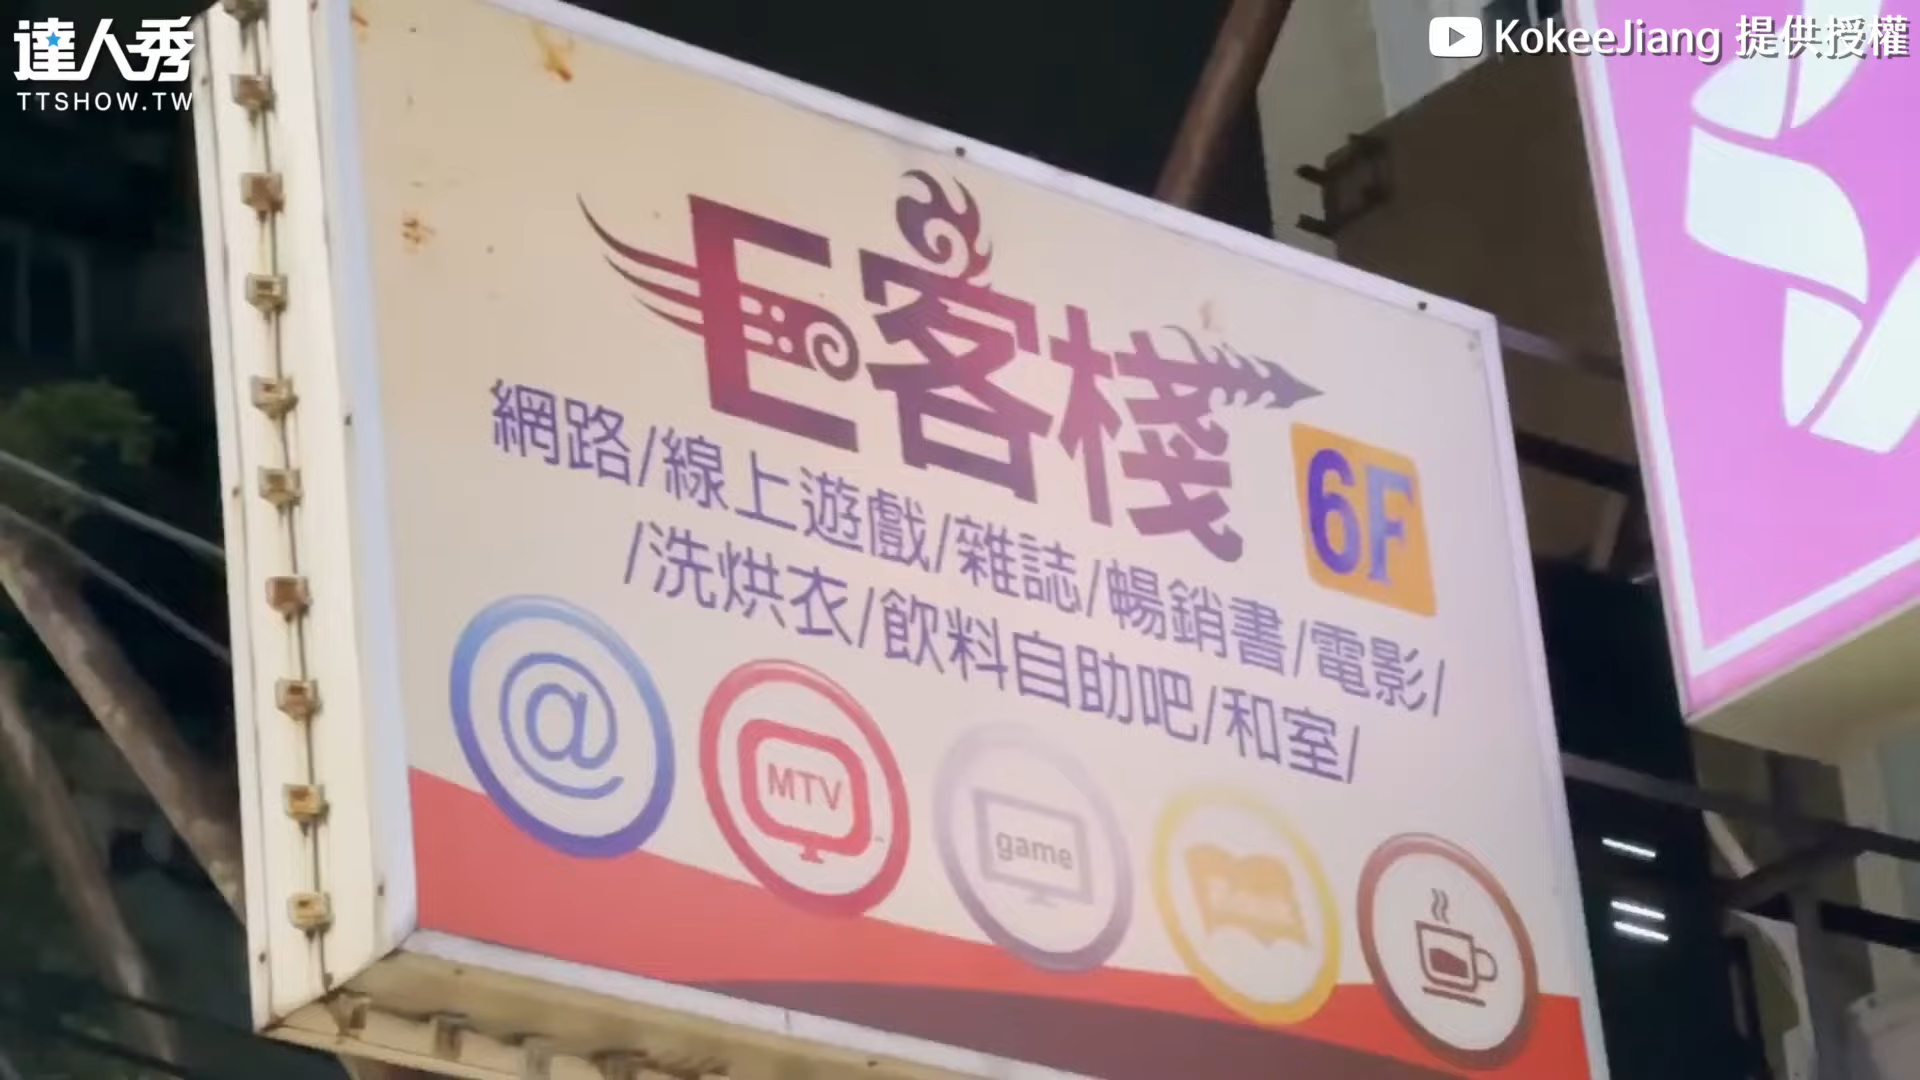 達人秀
TTSHOW.TW
KokeeJiang 提供授權
E客棧
6F
網路/線上遊戲/雜誌/暢銷書/電影/
/洗烘衣/飲料自助吧/和室/
@
MTV
game